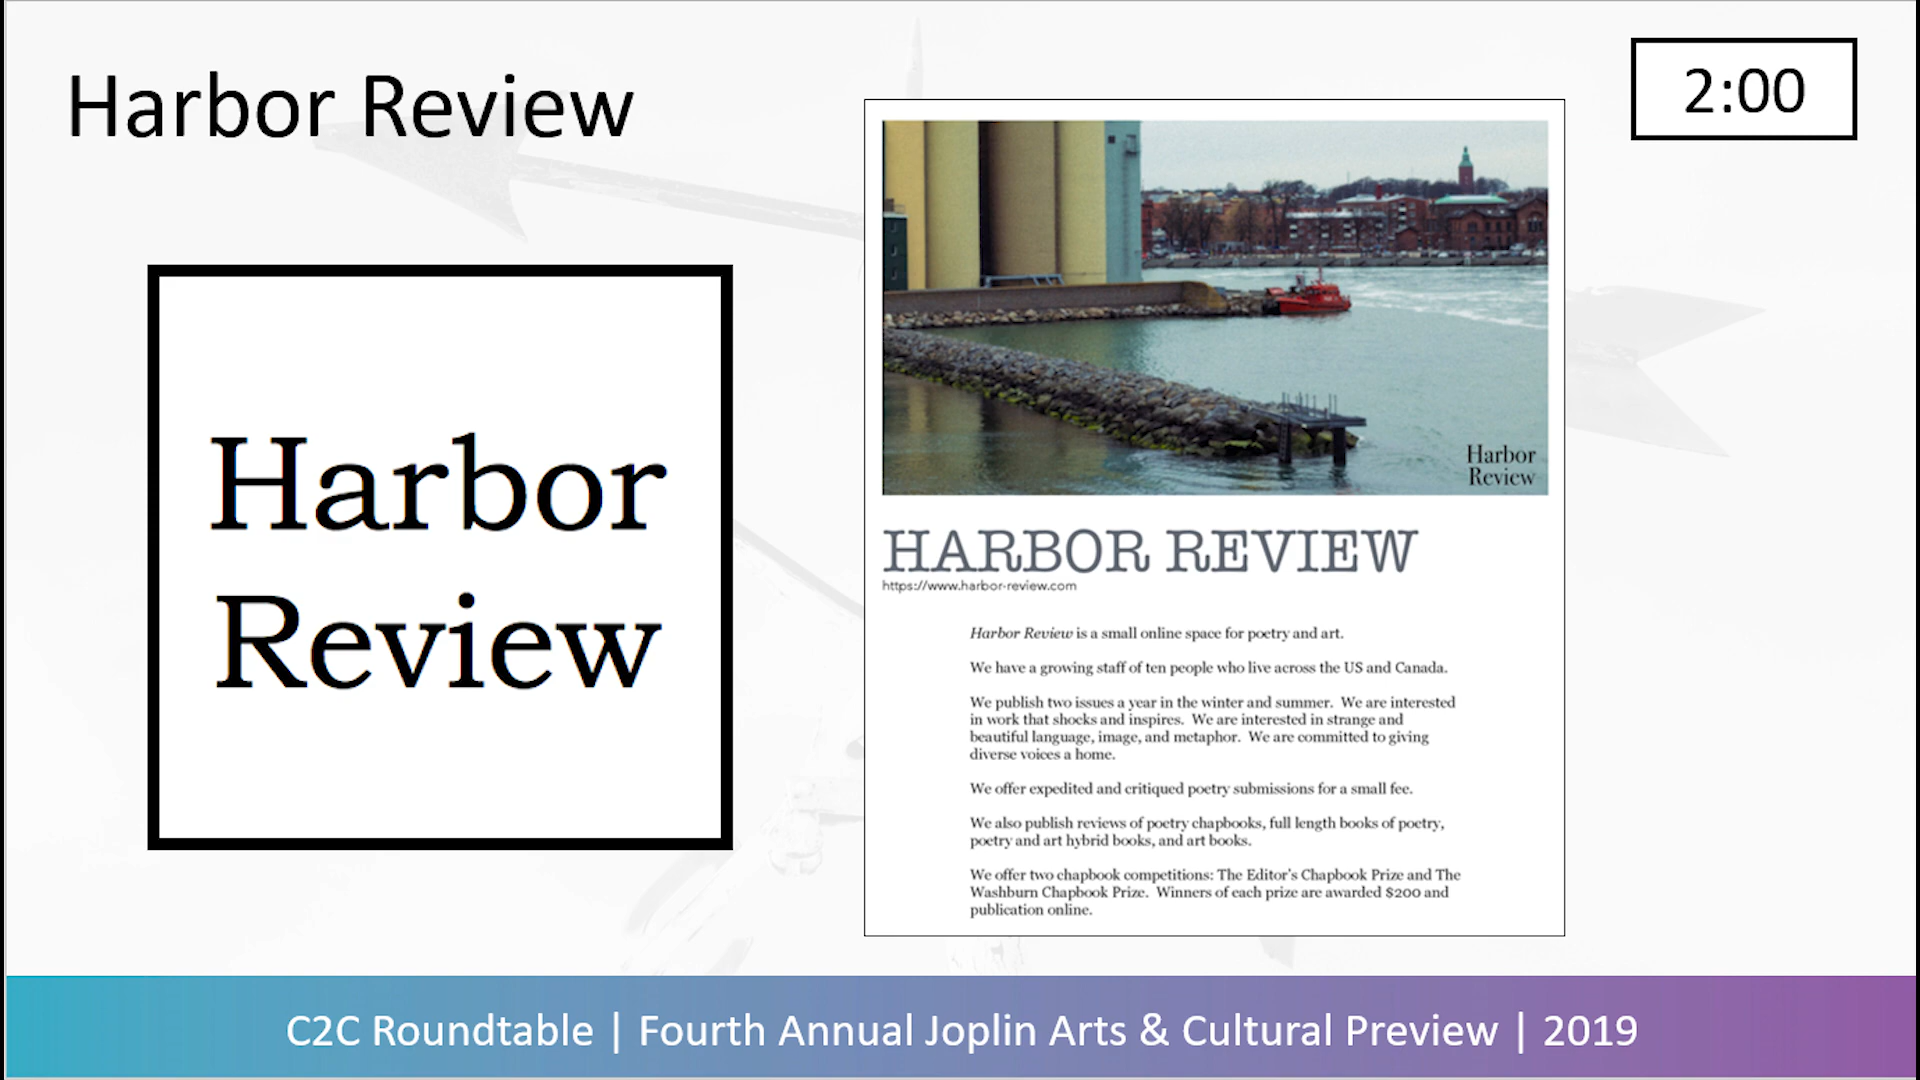 Harbor Review
2:00
Harbor
Review
Harbor
Review
HARBOR REVIEW
https://www.harbor-review.com
Harbor Review is a small online space for poetry and art.
We have a growing staff of ten people who live across the US and Canada.
We publish two issues a year in the winter and summer.  We are interested
in work that shocks and inspires.  We are interested in strange and
beautiful language, image, and metaphor.  We are committed to giving
diverse voices a home.
We offer expedited and critiqued poetry submissions for a small fee.
We also publish reviews of poetry chapbooks, full length books of poetry,
poetry and art hybrid books, and art books.
We offer two chapbook competitions: The Editor's Chapbook Prize and The
Washburn Chapbook Prize.  Winners of each prize are awarded $200 and
publication online.
C2C Roundtable | Fourth Annual Joplin Arts & Cultural Preview | 2019